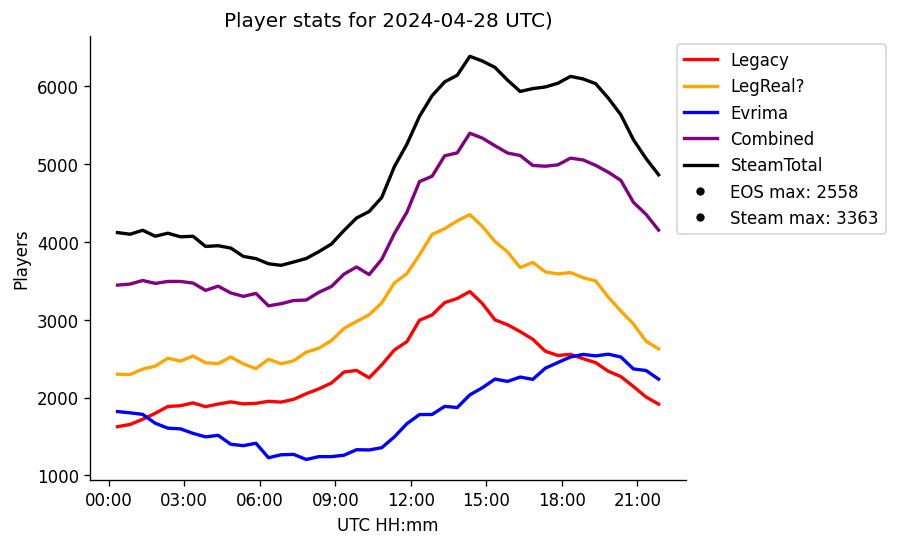 Player stats for 2024-04-28 UTC)
Legacy
LegReal?
Evrima
Combined
SteamTotal
EOS max: 2558
Steam max: 3363
Players
6000
5000
4000
3000
2000
1000
00:00 03:00 06:00 09:00 12:00 15:00 18:00 21:00
UTC HH:mm